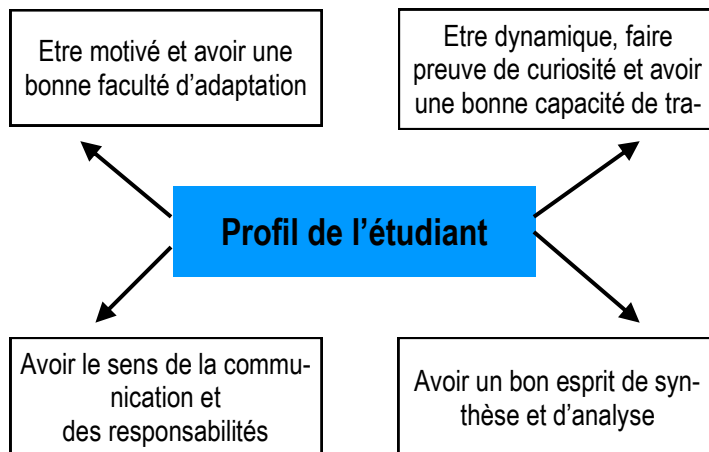 Etre motivé et avoir une
bonne faculté d’adaptation
Etre dynamique, faire
preuve de curiosité et avoir
une bonne capacité de tra-
Profil de l’étudiant
Avoir le sens de la commu-
nication et
des responsabilités
Avoir un bon esprit de syn-
thèse et d’analyse